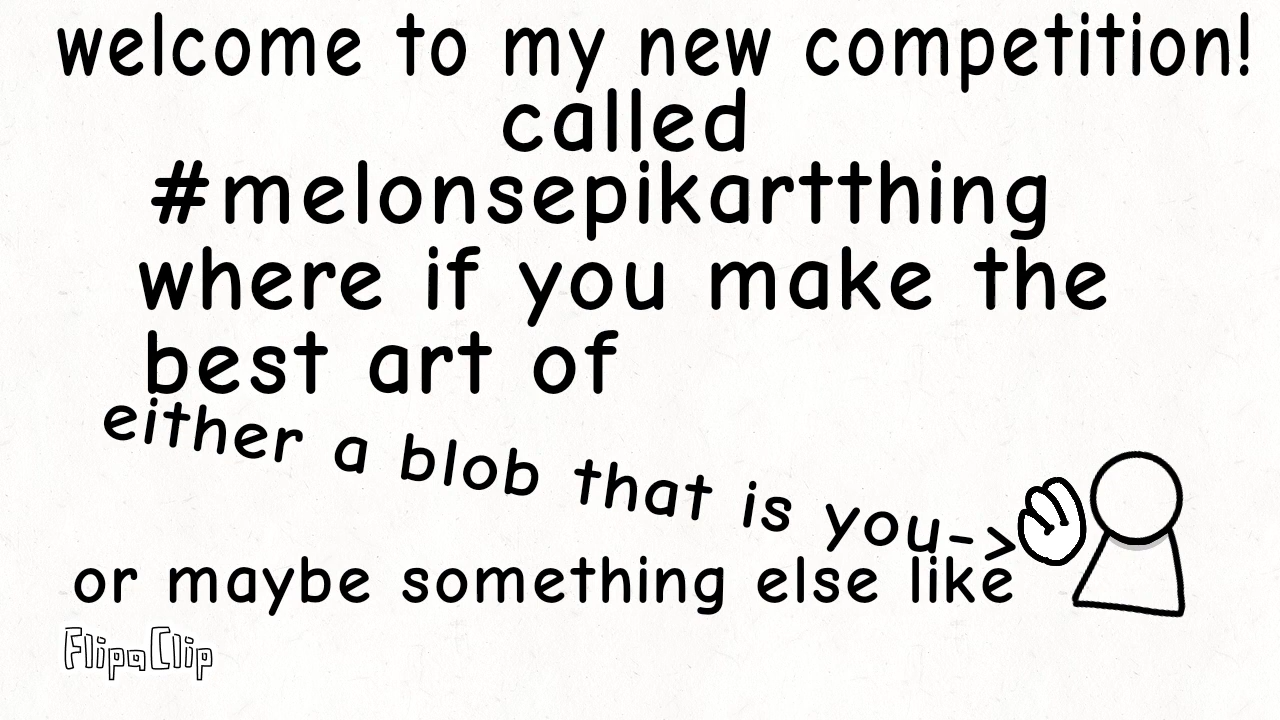 welcome to my new competition!
called
#melonsepikartthing
where if you make the
best art of
either a blob that is you->
or maybe something else like
FlipaClip